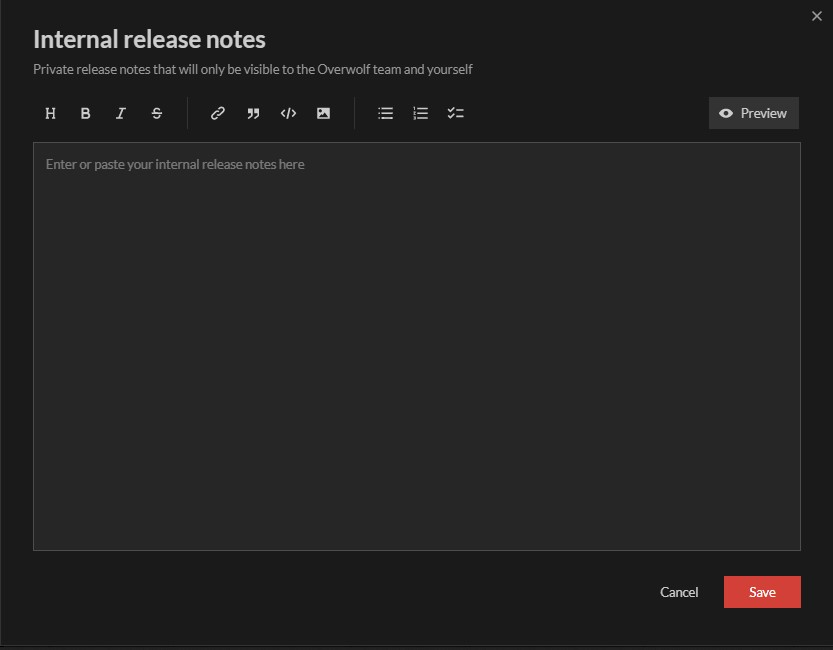 Internal release notes
Private release notes that will only be visible to the Overwolf team and yourself
H B I S
Preview
Enter or paste your internal release notes here
Cancel Save